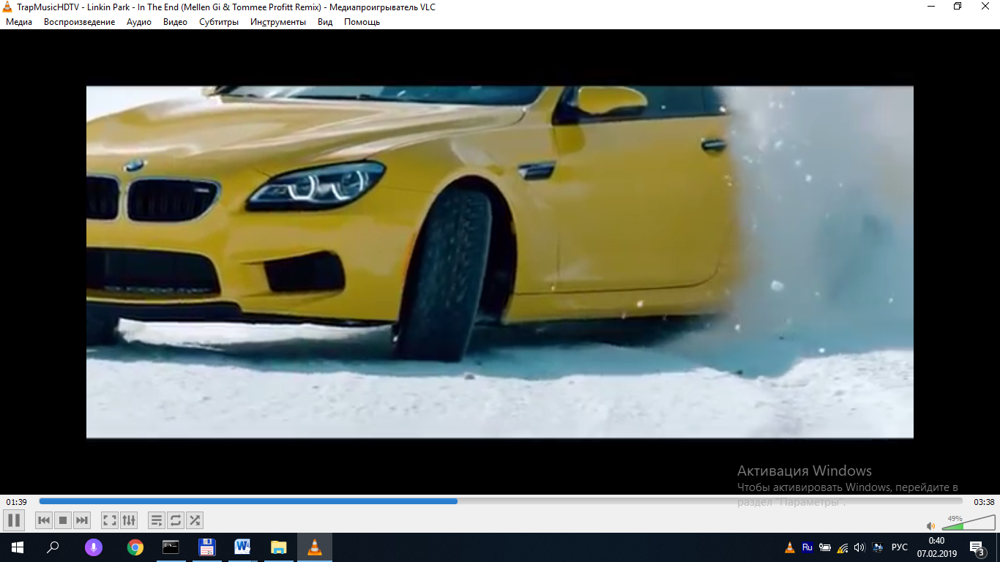 TrapMusicHDTV - Linkin Park - In The End (Mellen Gi & Tommee Profitt Remix) - Медиапроигрыватель VLC
Медиа Воспроизведение Аудио Видео Субтитры Инструменты Вид Помощь
Активация Windows
Чтобы активировать Windows, перейдите в
раздел "Параметры".
01:39 03:38
49%
Ru РУС 0:40
07.02.2019
3